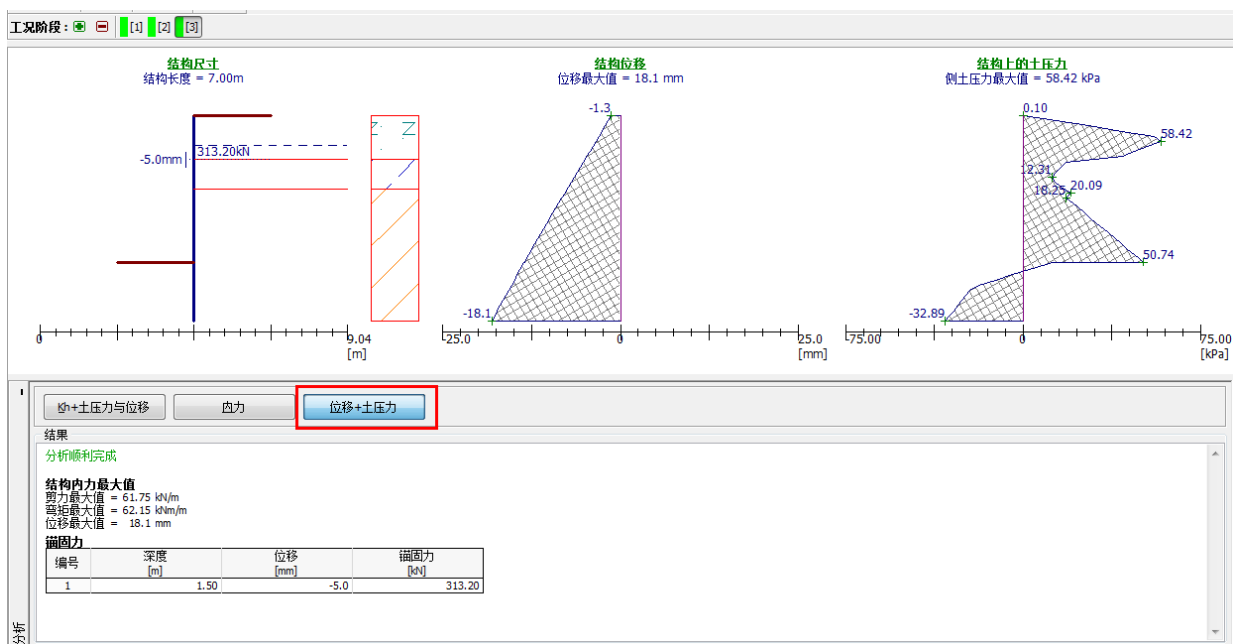 工况阶段： [1] [2] [3]
结构尺寸
结构长度 = 7.00m
-5.0mm
313.20kN
0
9.04
[m]
结构位移
位移最大值 = 18.1 mm
-1.3
-18.1
-25.0
0
25.0
[mm]
结构上的土压力
侧土压力最大值 = 58.42 kPa
0.10
58.42
12.31
18.25
20.09
50.74
-32.89
-75.00
0
75.00
[kPa]
Kh+土压力与位移
内力
位移+土压力
结果
分析顺利完成
结构内力最大值
剪力最大值 = 61.75 kN/m
弯矩最大值 = 62.15 kNm/m
位移最大值 = 18.1 mm
锚固力
编号 深度 位移 锚固力
[m] [mm] [kN]
1 1.50 -5.0 313.20
分析